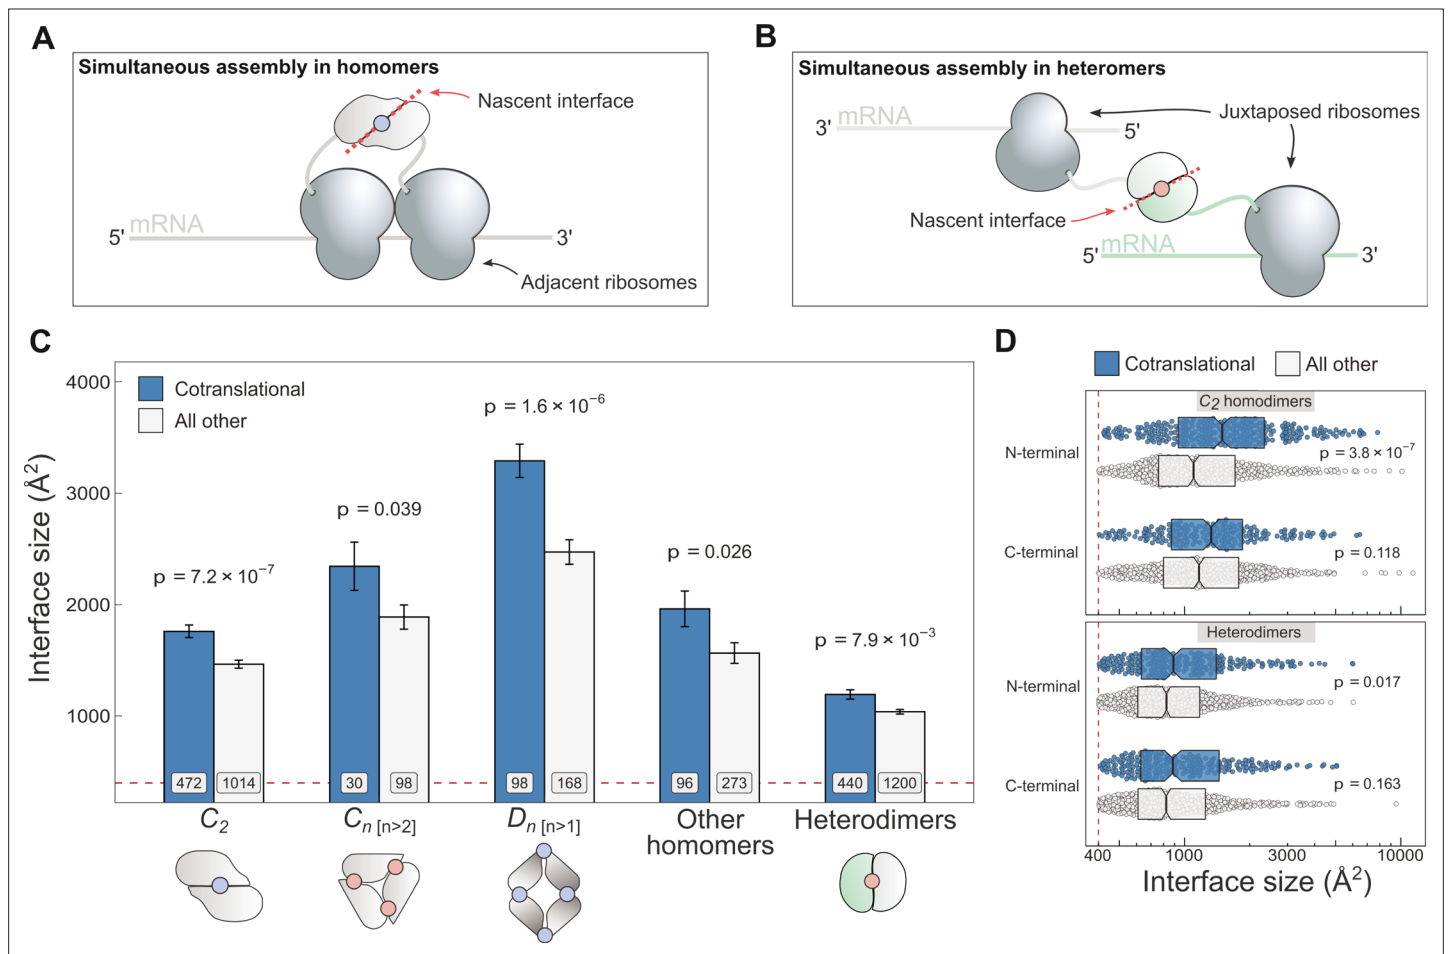 A
Simultaneous assembly in homomers
Nascent interface
5' mRNA 3'
Adjacent ribosomes
B
Simultaneous assembly in heteromers
3' mRNA 5'
Juxtaposed ribosomes
Nascent interface
5' mRNA 3'
C
Interface size (Å²)
4000
3000
2000
1000
Cotranslational
All other
p = 7.2 × 10⁻⁷
p = 0.039
p = 1.6 × 10⁻⁶
p = 0.026
p = 7.9 × 10⁻³
472 1014 30 98 98 168 96 273 440 1200
C₂
Cₙ [n>2]
Dₙ [n>1]
Other
homomers
Heterodimers
D
Cotranslational All other
C₂ homodimers
N-terminal
p = 3.8 × 10⁻⁷
C-terminal
p = 0.118
Heterodimers
N-terminal
p = 0.017
C-terminal
p = 0.163
400 1000 3000 10000
Interface size (Å²)